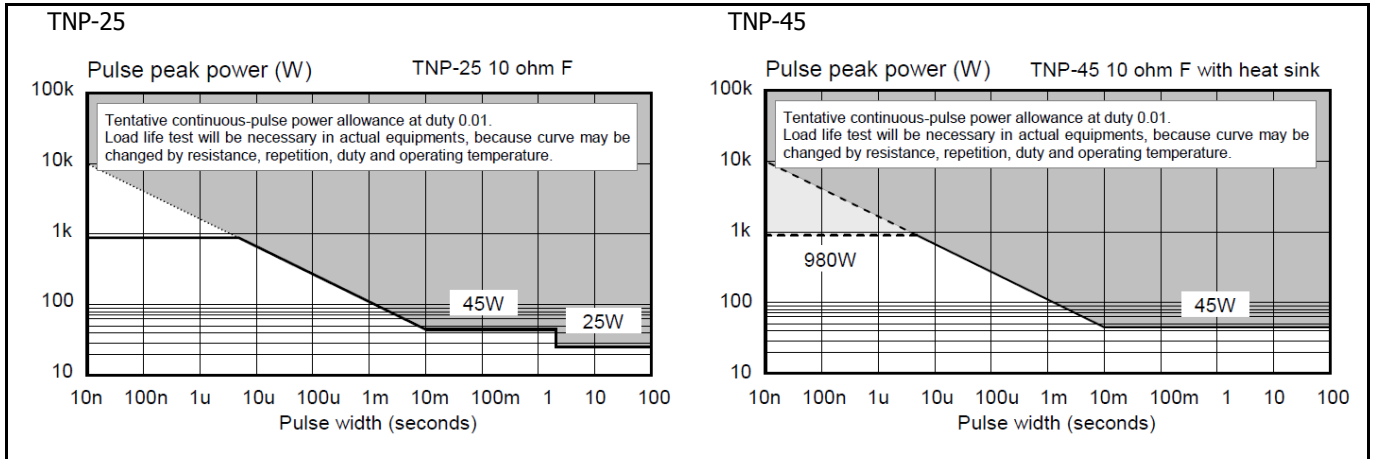 TNP-25
Pulse peak power (W)
TNP-25 10 ohm F
100k
Tentative continuous-pulse power allowance at duty 0.01.
Load life test will be necessary in actual equipments, because curve may be
changed by resistance, repetition, duty and operating temperature.
10k
1k
100
45W
25W
10
10n 100n 1u 10u 100u 1m 10m 100m 1 10 100
Pulse width (seconds)
TNP-45
Pulse peak power (W)
TNP-45 10 ohm F with heat sink
100k
Tentative continuous-pulse power allowance at duty 0.01.
Load life test will be necessary in actual equipments, because curve may be
changed by resistance, repetition, duty and operating temperature.
10k
1k
980W
100
45W
10
10n 100n 1u 10u 100u 1m 10m 100m 1 10 100
Pulse width (seconds)